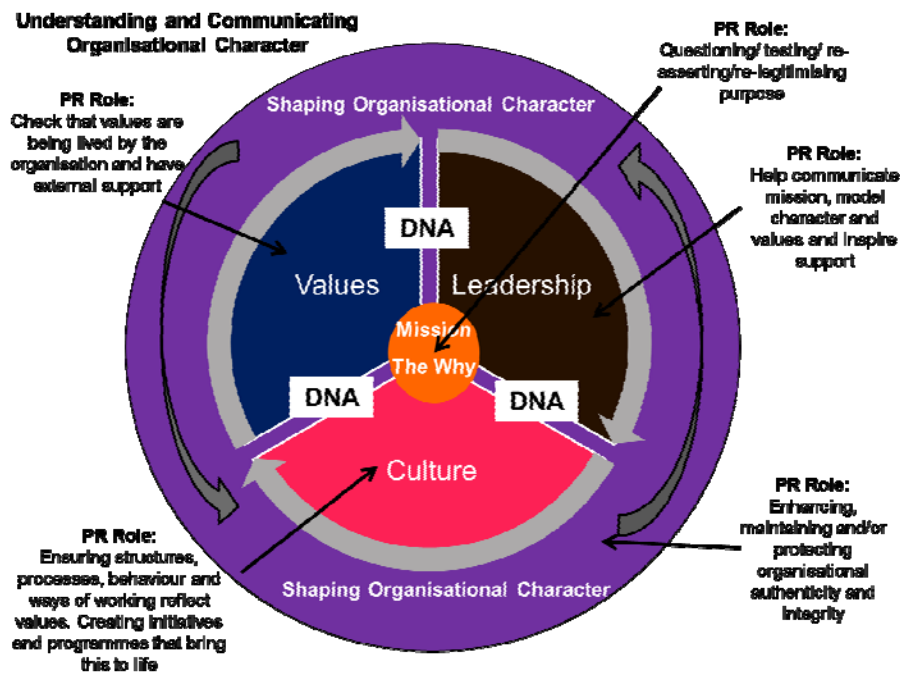 Understanding and Communicating
Organisational Character
PR Role:
Questioning/ testing/ re-
asserting/re-legitimising
purpose
PR Role:
Check that values are
being lived by the
organisation and have
external support
Shaping Organisational Character
PR Role:
Help communicate
mission, model
character and
values and inspire
support
DNA
Values
Leadership
Mission
The Why
DNA
DNA
Culture
PR Role:
Enhancing,
maintaining and/or
protecting
organisational
authenticity and
integrity
PR Role:
Ensuring structures,
processes, behaviour and
ways of working reflect
values. Creating initiatives
and programmes that bring
this to life
Shaping Organisational Character